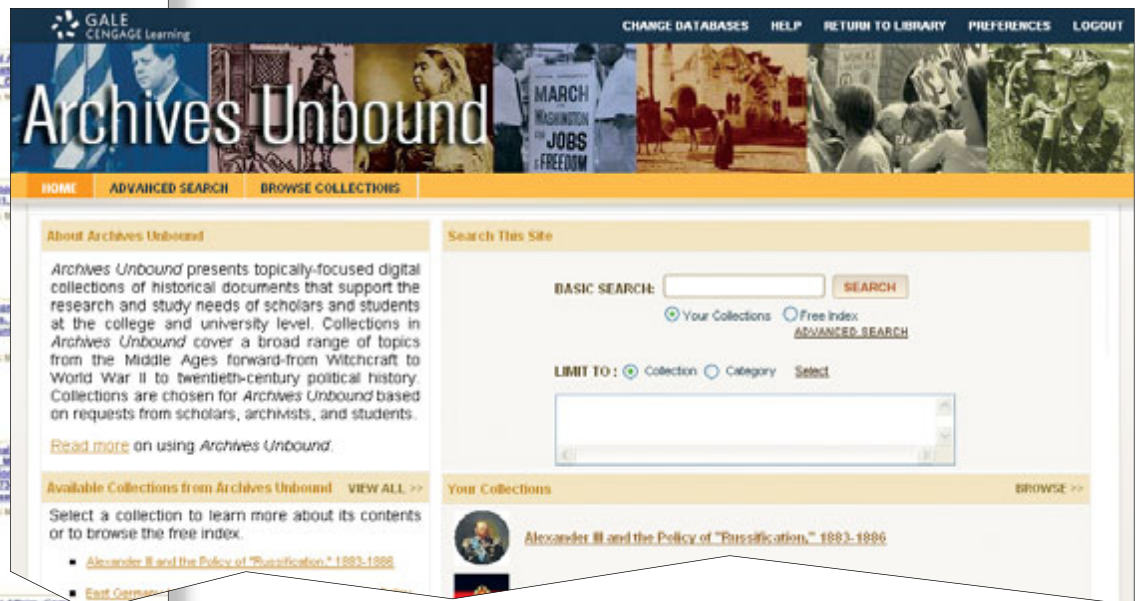 GALE
CENGAGE Learning
CHANGE DATABASES HELP RETURN TO LIBRARY PREFERENCES LOGOUT
Archives Unbound
MARCH
WASHINGTON
FOR JOBS
& FREEDOM
HOME ADVANCED SEARCH BROWSE COLLECTIONS
About Archives Unbound
Archives Unbound presents topically-focused digital
collections of historical documents that support the
research and study needs of scholars and students
at the college and university level. Collections in
Archives Unbound cover a broad range of topics
from the Middle Ages forward-from Witchcraft to
World War II to twentieth-century political history.
Collections are chosen for Archives Unbound based
on requests from scholars, archivists, and students.
Read more on using Archives Unbound.
Available Collections from Archives Unbound VIEW ALL >>
Select a collection to learn more about its contents
or to browse the free index.
Alexander III and the Policy of "Russification," 1883-1886
East
Search This Site
BASIC SEARCH: SEARCH
Your Collections Free Index
ADVANCED SEARCH
LIMIT TO : Collection Category Select
Your Collections BROWSE >>
Alexander III and the Policy of "Russification," 1883-1886